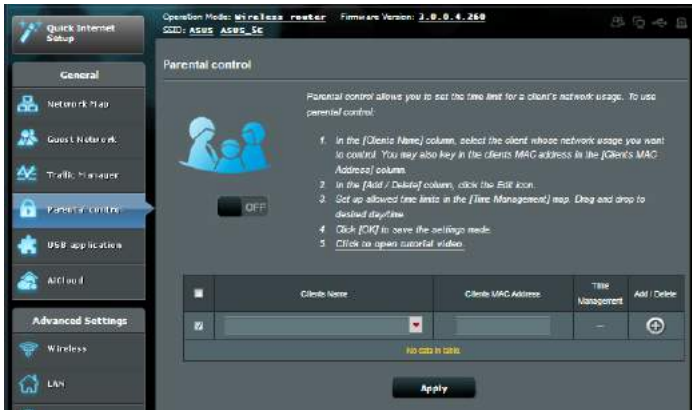 Quick Internet
Setup
Operation Mode: Wireless router Firmware Version: 3.0.0.4.260
SSID: ASUS ASUS_5G
General
Network Map
Guest Network
Traffic Manager
Parental control
USB application
AiCloud
Advanced Settings
Wireless
LAN
Parental control
Parental control allows you to set the time limit for a client's network usage. To use
parental control:
1. In the [Clients Name] column, select the client whose network usage you want
to control. You may also key in the clients MAC address in the [Clients MAC
Address] column.
2. In the [Add / Delete] column, click the Edit icon.
3. Set up allowed time limits in the [Time Management] map. Drag and drop to
desired day/time.
4. Click [OK] to save the settings made.
5. Click to open tutorial video.
OFF
Clients Name Clients MAC Address Time
Management Add / Delete
--
No data in table.
Apply